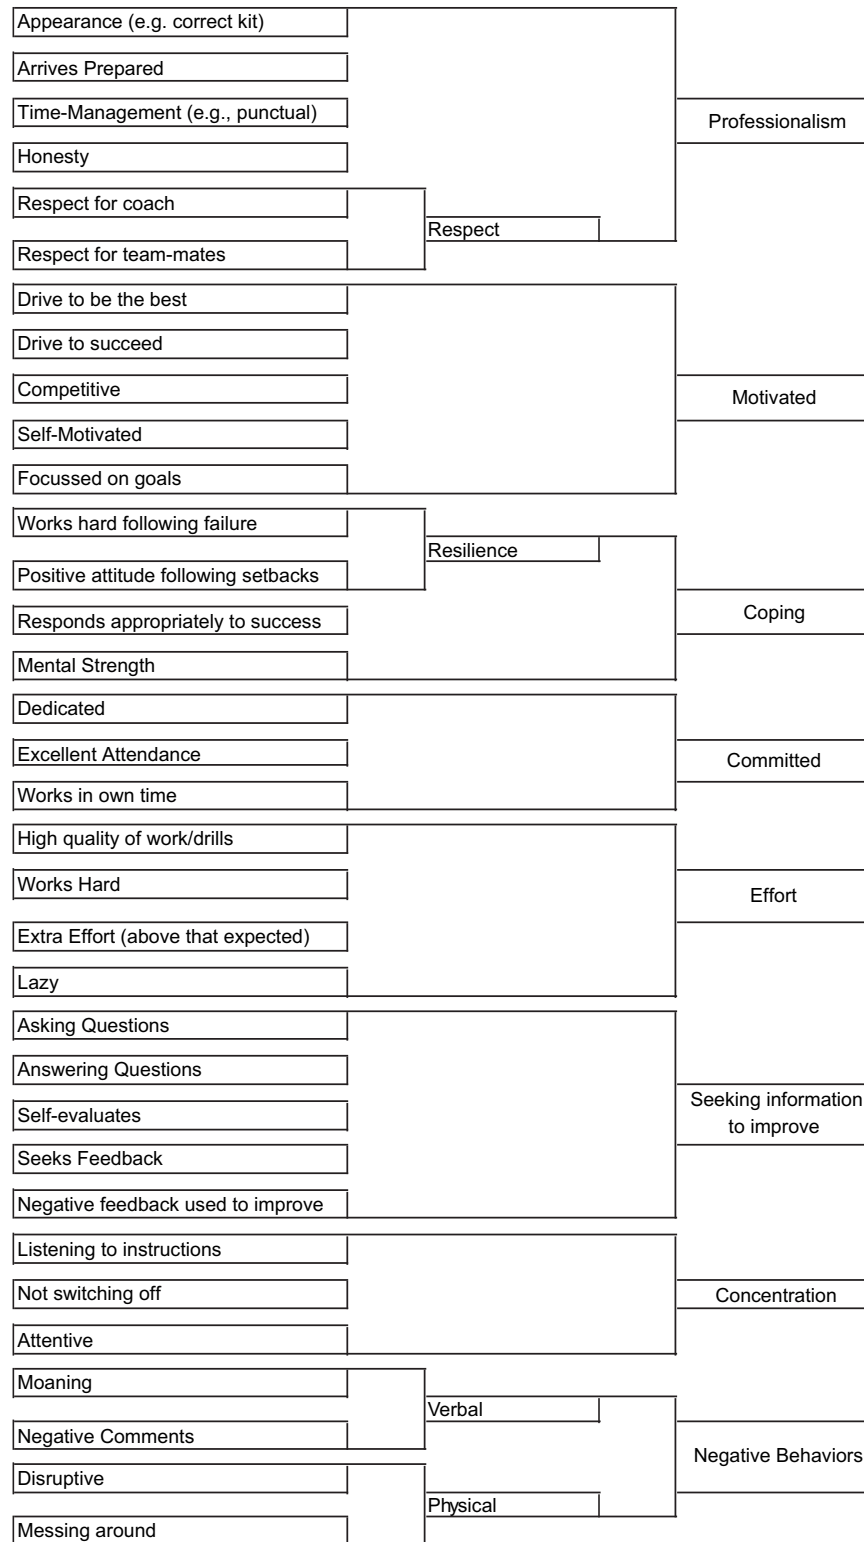 Appearance (e.g. correct kit)
Arrives Prepared
Time-Management (e.g., punctual)
Professionalism
Honesty
Respect for coach
Respect
Respect for team-mates
Drive to be the best
Drive to succeed
Competitive
Motivated
Self-Motivated
Focussed on goals
Works hard following failure
Resilience
Positive attitude following setbacks
Coping
Responds appropriately to success
Mental Strength
Dedicated
Excellent Attendance
Committed
Works in own time
High quality of work/drills
Works Hard
Effort
Extra Effort (above that expected)
Lazy
Asking Questions
Answering Questions
Seeking information
to improve
Self-evaluates
Seeks Feedback
Negative feedback used to improve
Listening to instructions
Not switching off
Concentration
Attentive
Moaning
Verbal
Negative Comments
Negative Behaviors
Disruptive
Physical
Messing around